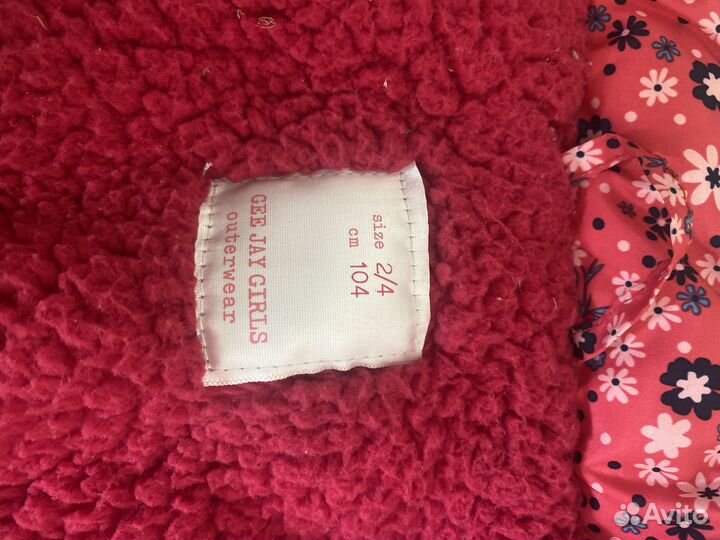 GEE JAY GIRLS
outerwear
size 2/4
cm 104
Avito